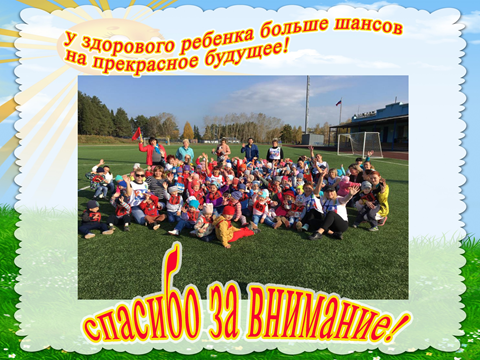 У здорового ребенка больше шансов
на прекрасное будущее!
спасибо за внимание!